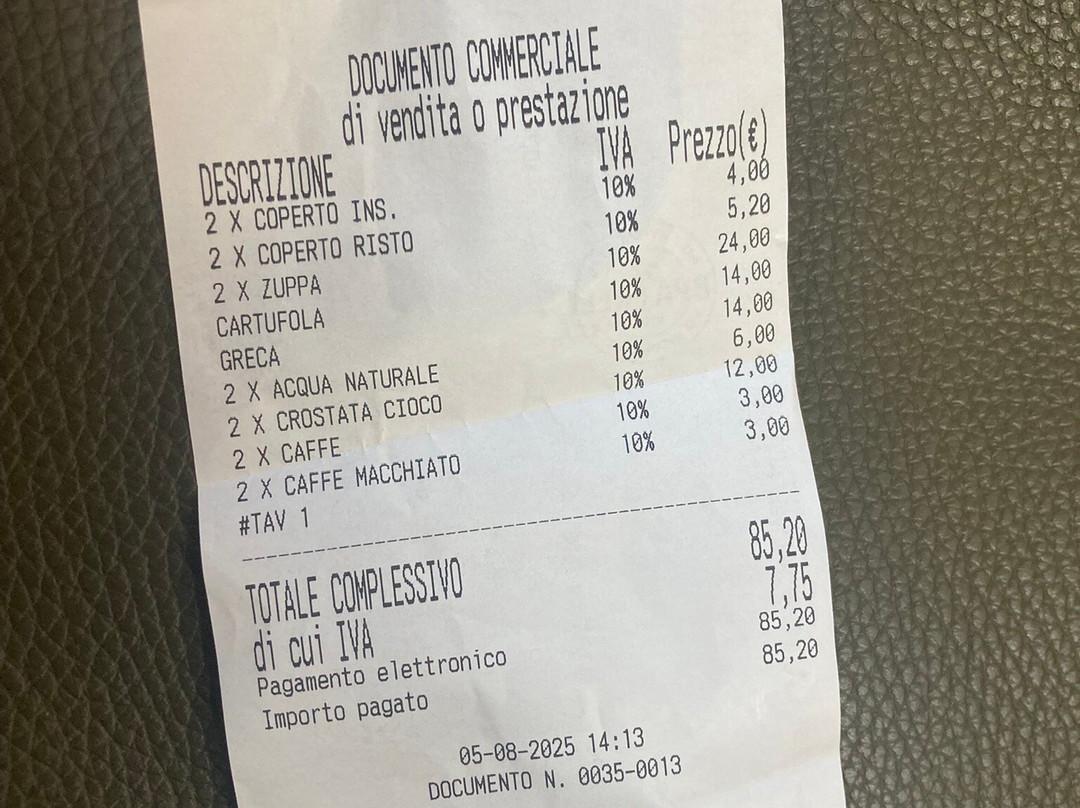 DOCUMENTO COMMERCIALE
di vendita o prestazione
DESCRIZIONE IVA Prezzo(€)
2 X COPERTO INS. 10% 4,00
2 X COPERTO RISTO 10% 5,20
2 X ZUPPA 10% 24,00
CARTUFOLA 10% 14,00
GRECA 10% 14,00
2 X ACQUA NATURALE 10% 6,00
2 X CROSTATA CIOCO 10% 12,00
2 X CAFFE 10% 3,00
2 X CAFFE MACCHIATO 10% 3,00
#TAV 1
TOTALE COMPLESSIVO 85,20
di cui IVA 7,75
Pagamento elettronico 85,20
Importo pagato 85,20
05-08-2025 14:13
DOCUMENTO N. 0035-0013